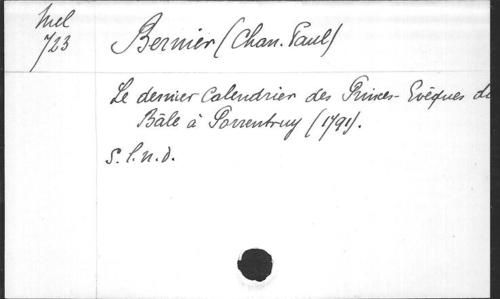 Mel
723
Bernier (Chan. Paul)
Le dernier Calendrier des Princes-Evêques de
Bâle à Porrentruy (1791).
S. l. n. d.